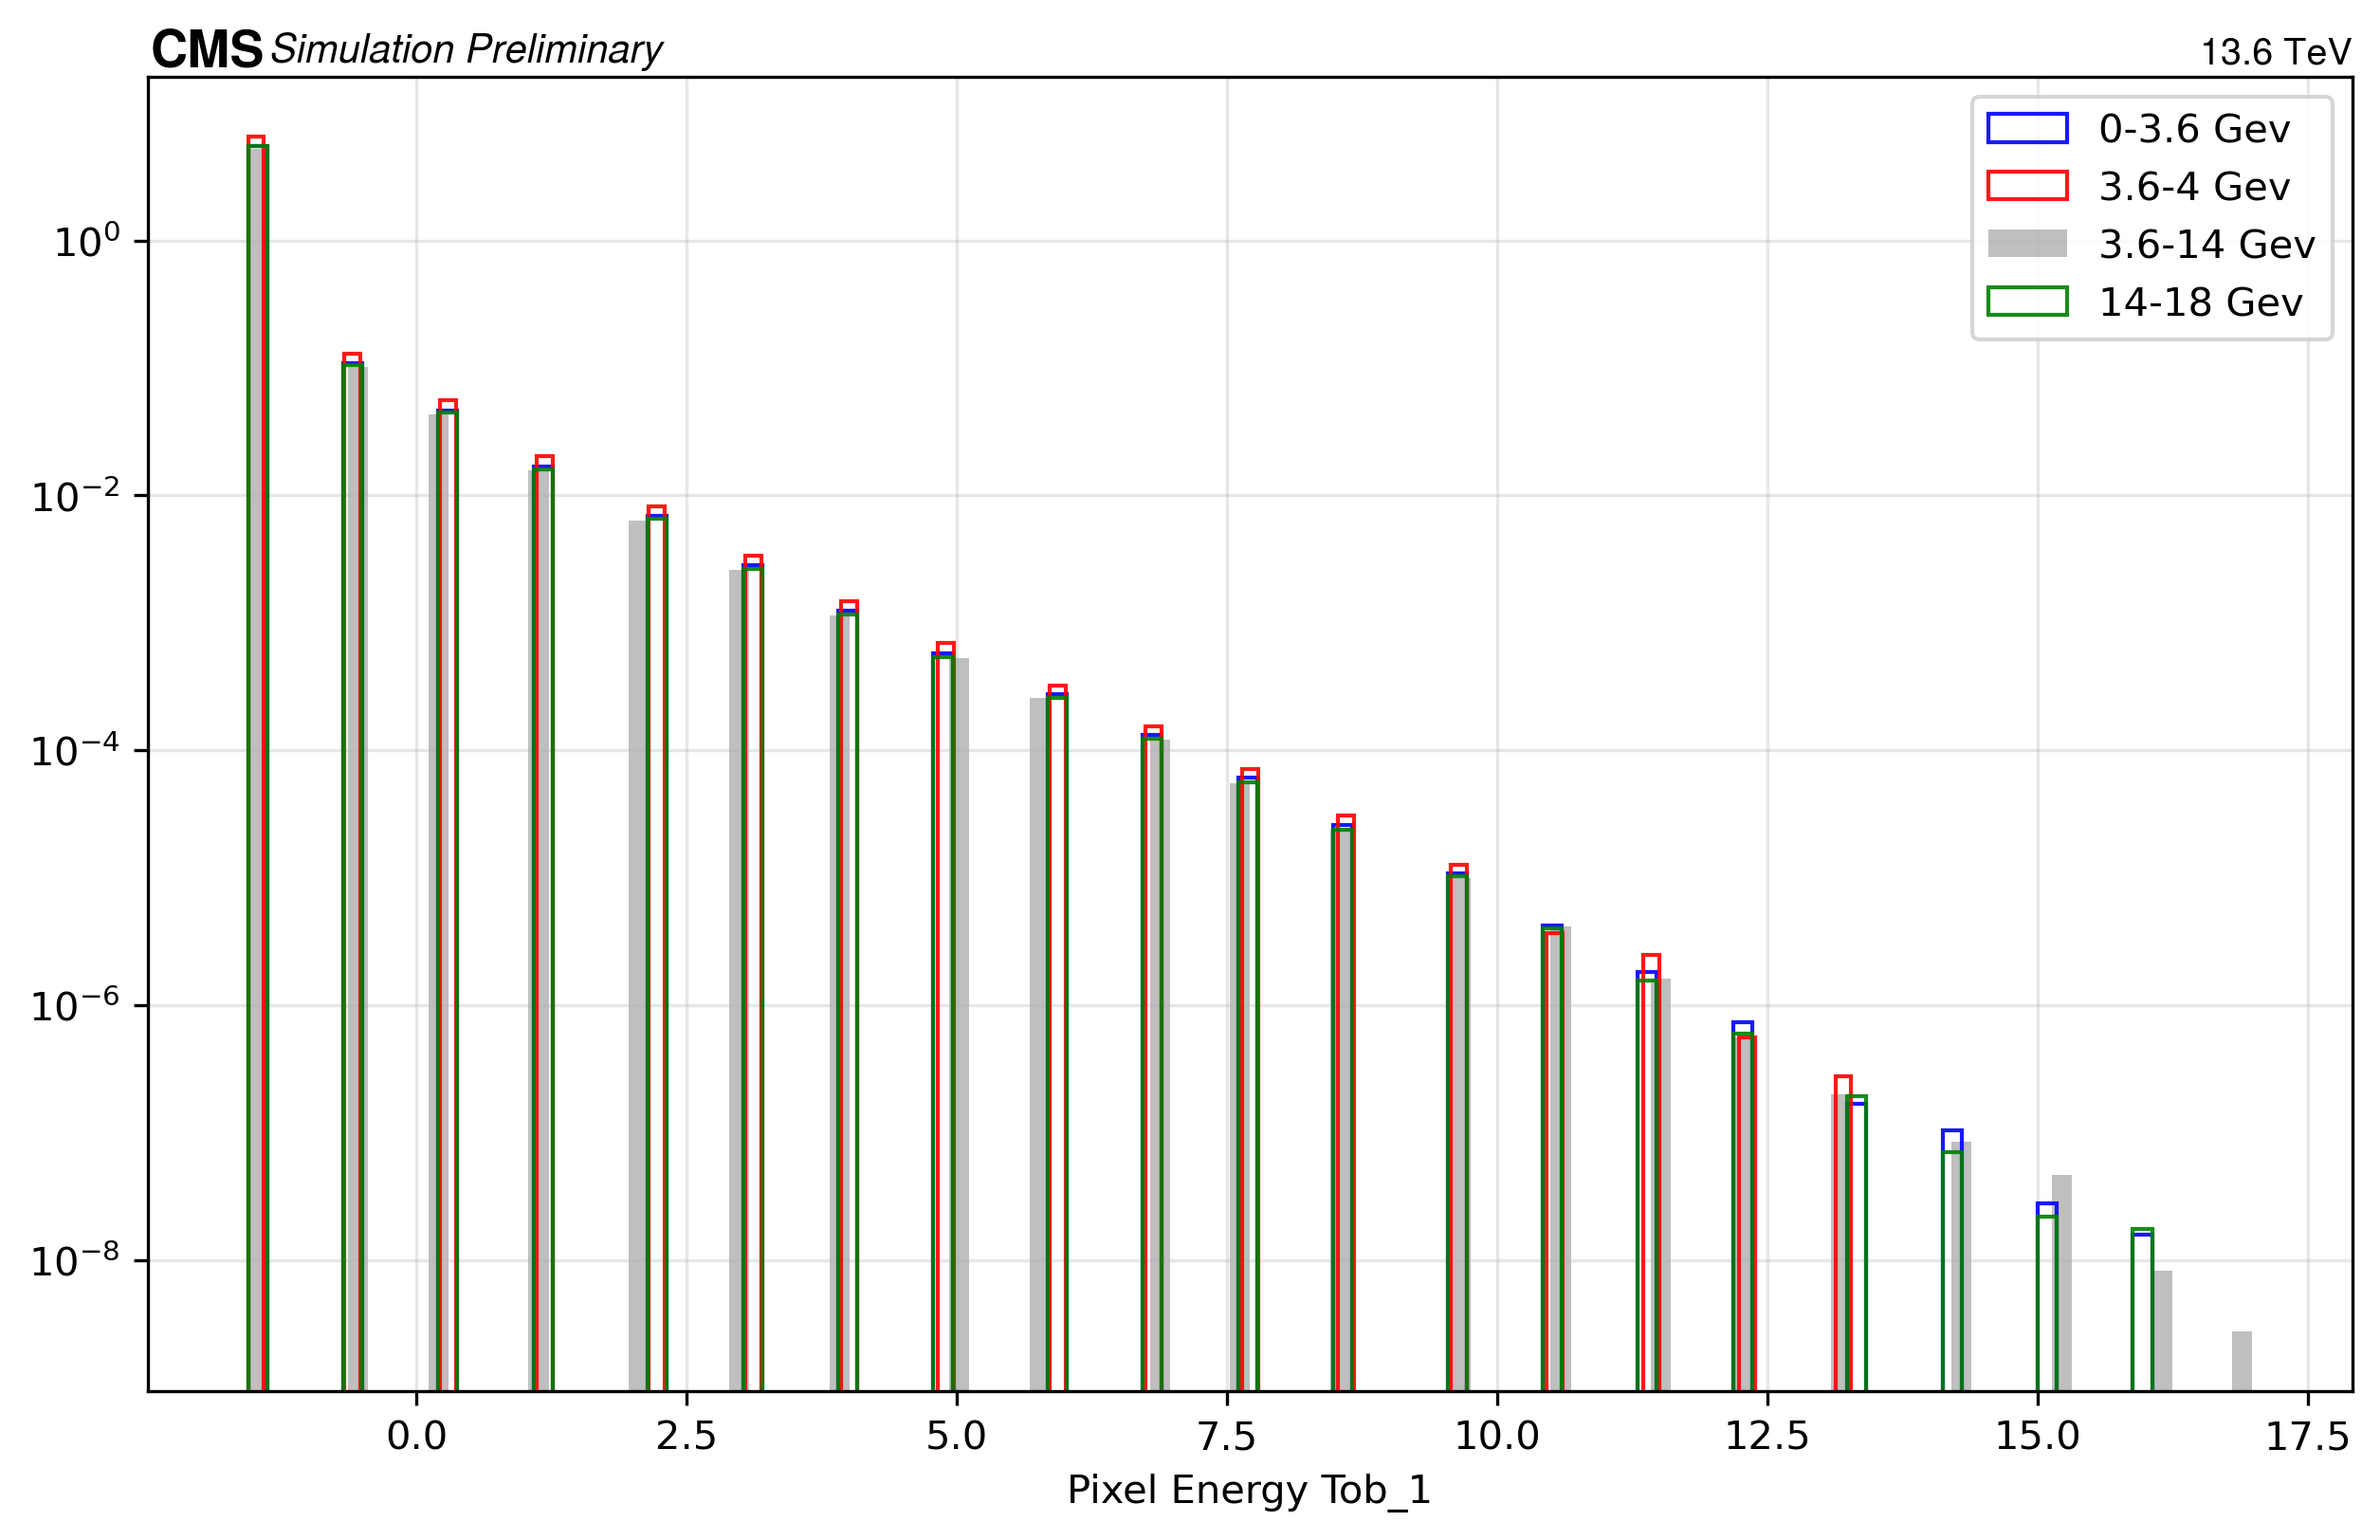 CMS Simulation Preliminary 13.6 TeV
0-3.6 Gev
3.6-4 Gev
3.6-14 Gev
14-18 Gev
10⁰
10⁻²
10⁻⁴
10⁻⁶
10⁻⁸
0.0 2.5 5.0 7.5 10.0 12.5 15.0 17.5
Pixel Energy Tob_1